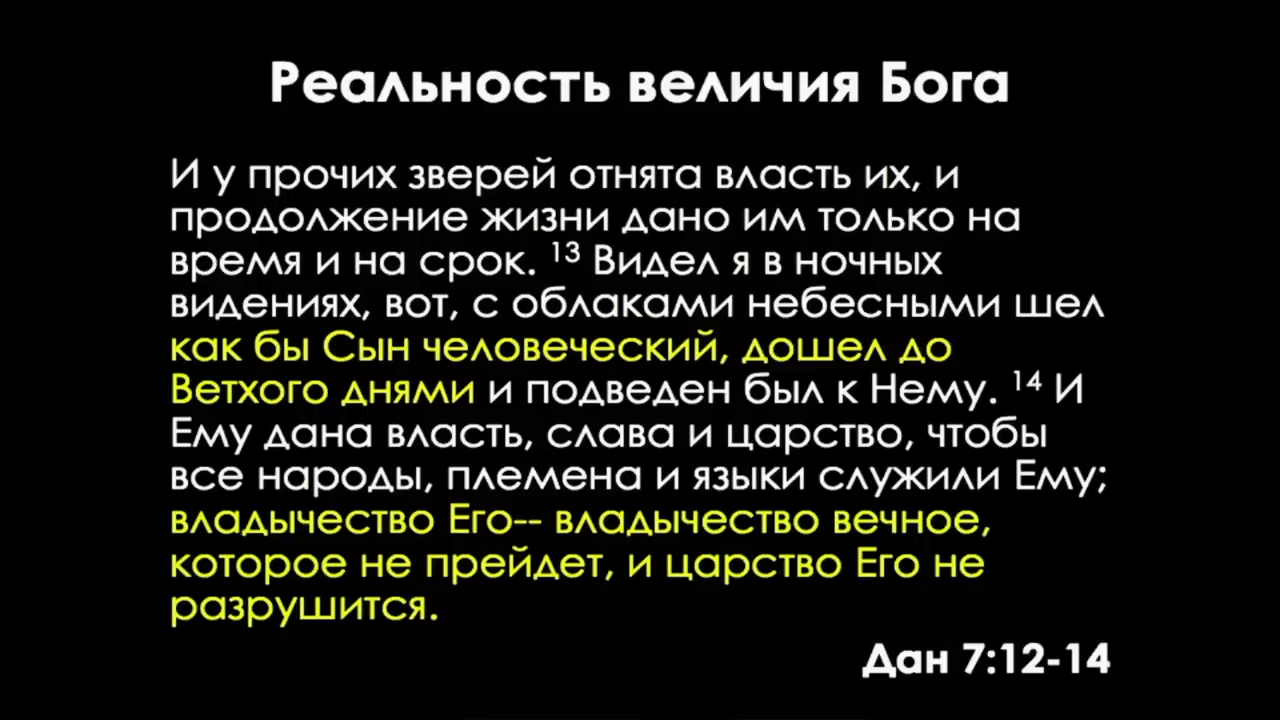 Реальность величия Бога
И у прочих зверей отнята власть их, и
продолжение жизни дано им только на
время и на срок. ¹³ Видел я в ночных
видениях, вот, с облаками небесными шел
как бы Сын человеческий, дошел до
Ветхого днями и подведен был к Нему. ¹⁴ И
Ему дана власть, слава и царство, чтобы
все народы, племена и языки служили Ему;
владычество Его-- владычество вечное,
которое не прейдет, и царство Его не
разрушится.
Дан 7:12-14